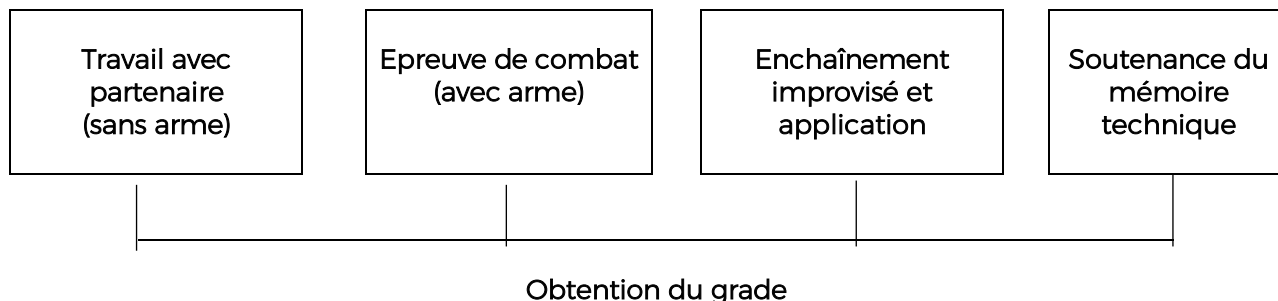 Travail avec
partenaire
(sans arme)
Epreuve de combat
(avec arme)
Enchaînement
improvisé et
application
Soutenance du
mémoire
technique
Obtention du grade